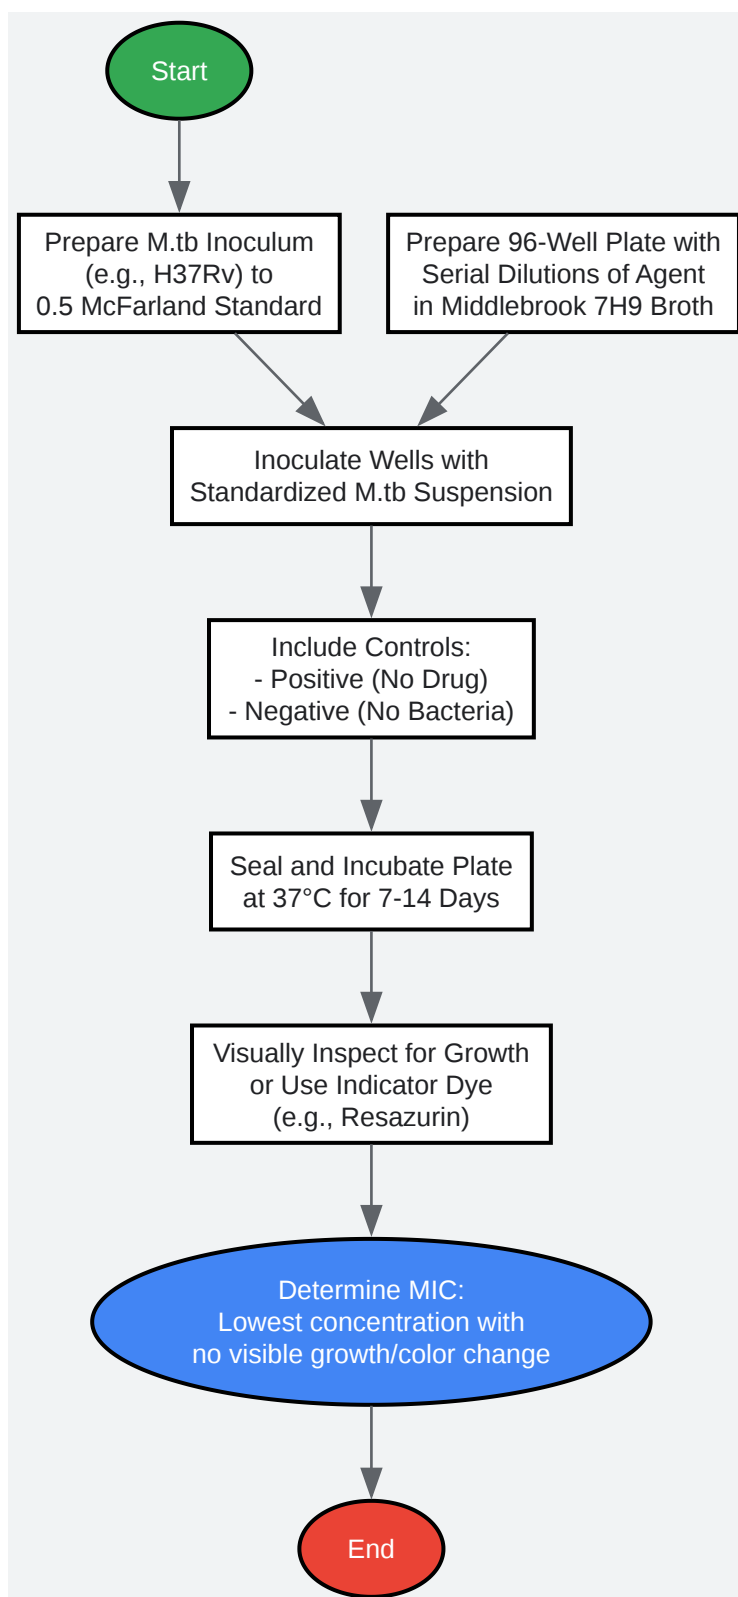 Start
Prepare M.tb Inoculum
(e.g., H37Rv) to
0.5 McFarland Standard
Prepare 96-Well Plate with
Serial Dilutions of Agent
in Middlebrook 7H9 Broth
Inoculate Wells with
Standardized M.tb Suspension
Include Controls:
- Positive (No Drug)
- Negative (No Bacteria)
Seal and Incubate Plate
at 37°C for 7-14 Days
Visually Inspect for Growth
or Use Indicator Dye
(e.g., Resazurin)
Determine MIC:
Lowest concentration with
no visible growth/color change
End